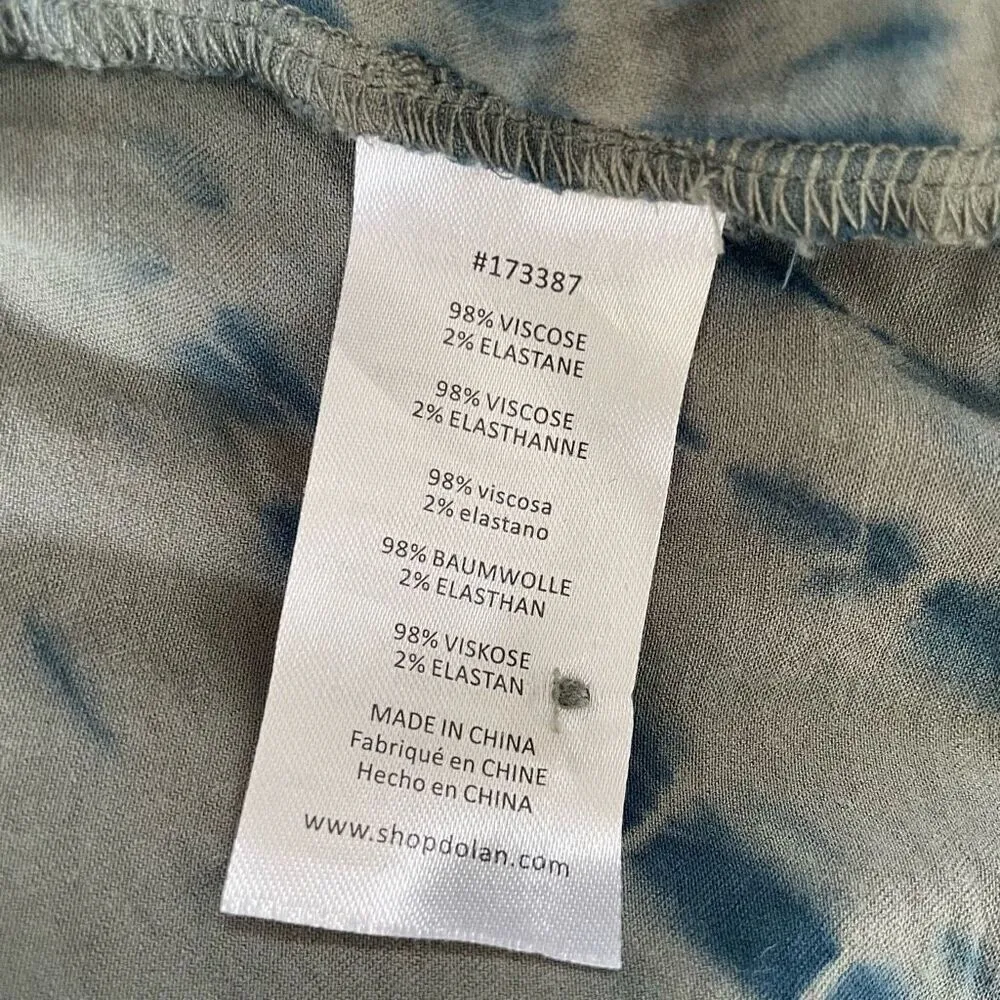 #173387
98% VISCOSE
2% ELASTANE
98% VISCOSE
2% ELASTHANNE
98% viscosa
2% elastano
98% BAUMWOLLE
2% ELASTHAN
98% VISKOSE
2% ELASTAN
MADE IN CHINA
Fabriqué en CHINE
Hecho en CHINA
www.shopdolan.com